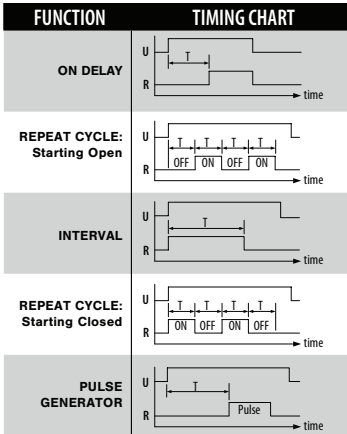 FUNCTION TIMING CHART
ON DELAY
U
T
R
time
REPEAT CYCLE:
Starting Open
U
T T T T
OFF ON OFF ON
R
time
INTERVAL
U
T
R
time
REPEAT CYCLE:
Starting Closed
U
T T T T
ON OFF ON OFF
R
time
PULSE
GENERATOR
U
T
Pulse
R
time